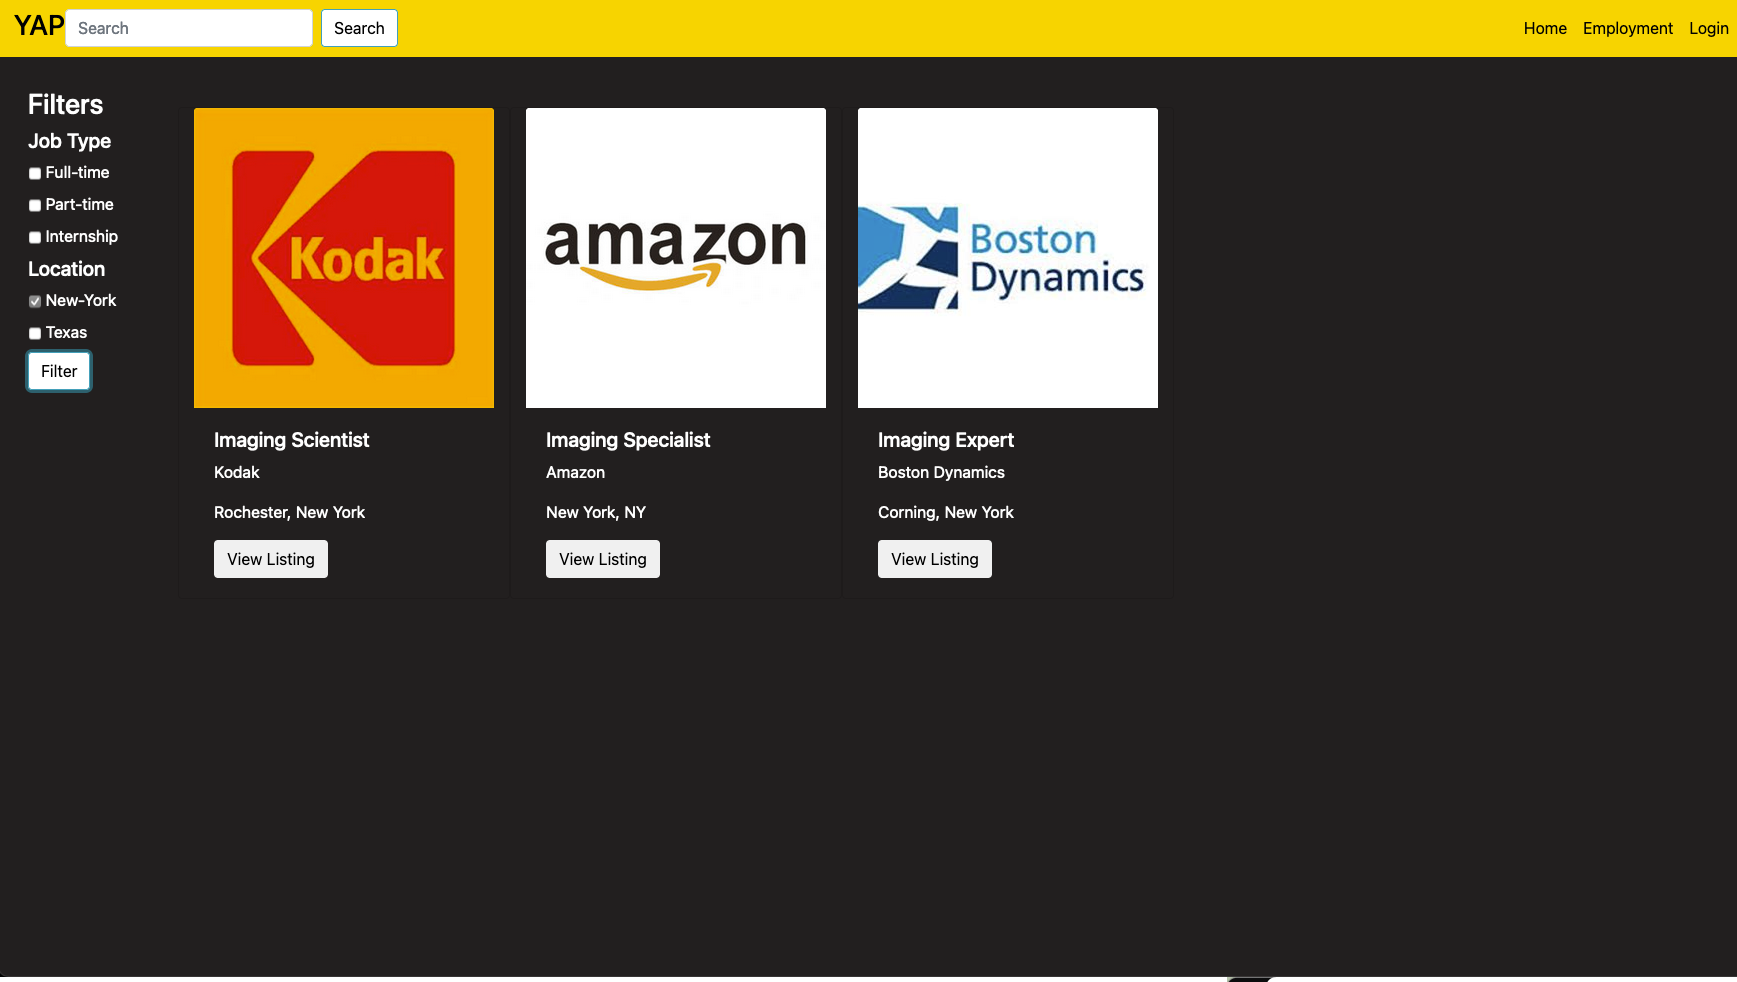 YAP Search Search Home Employment Login
Filters
Job Type
Full-time
Part-time
Internship
Location
New-York
Texas
Filter
Kodak
Imaging Scientist
Kodak
Rochester, New York
View Listing
amazon
Imaging Specialist
Amazon
New York, NY
View Listing
Boston
Dynamics
Imaging Expert
Boston Dynamics
Corning, New York
View Listing